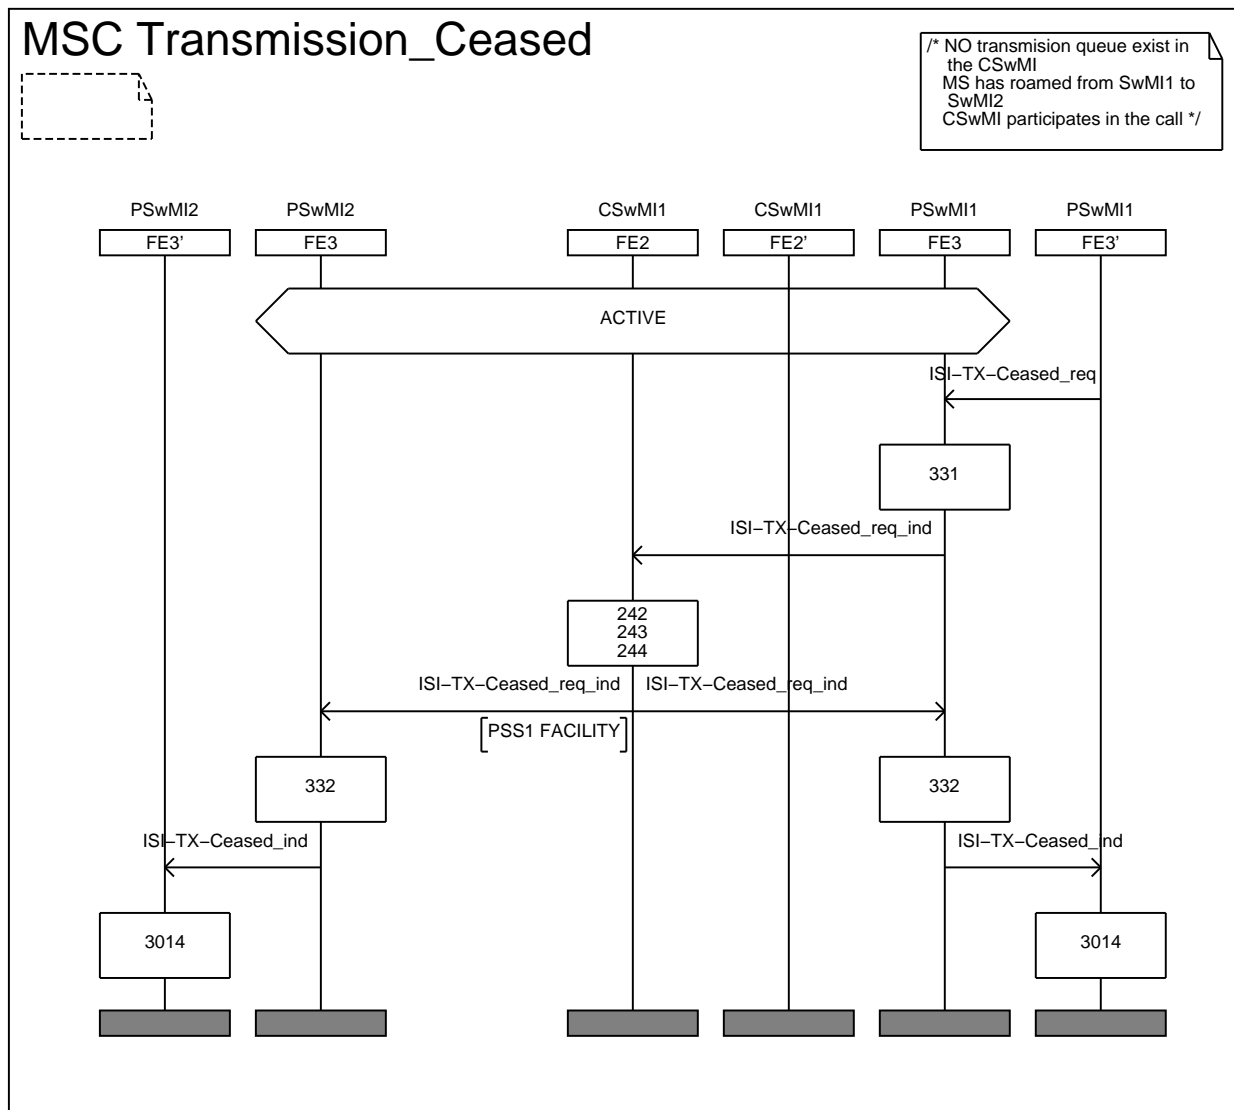 MSC Transmission_Ceased
/* NO transmision queue exist in
the CSwMI
MS has roamed from SwMI1 to
SwMI2
CSwMI participates in the call */
PSwMI2 PSwMI2 CSwMI1 CSwMI1 PSwMI1 PSwMI1
FE3' FE3 FE2 FE2' FE3 FE3'
ACTIVE
ISI−TX−Ceased_req
331
ISI−TX−Ceased_req_ind
242
243
244
ISI−TX−Ceased_req_ind ISI−TX−Ceased_req_ind
PSS1 FACILITY
332 332
ISI−TX−Ceased_ind ISI−TX−Ceased_ind
3014 3014